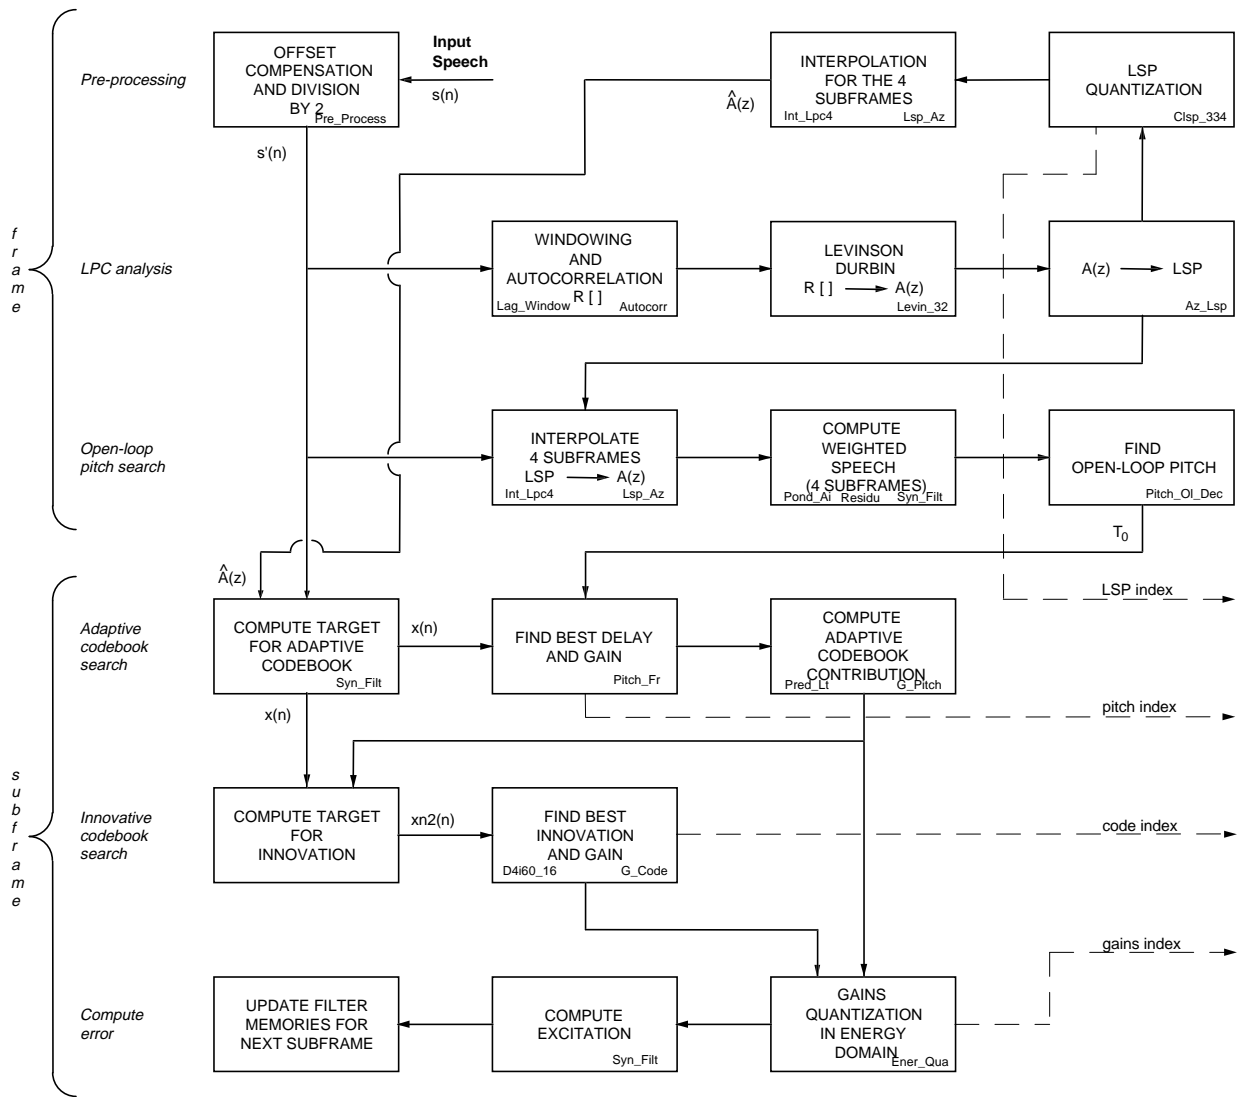 Pre-processing
OFFSET
COMPENSATION
AND DIVISION
BY 2
Pre_Process
Input
Speech
s(n)
s'(n)
Â(z)
INTERPOLATION
FOR THE 4
SUBFRAMES
Int_Lpc4
Lsp_Az
LSP
QUANTIZATION
Clsp_334
frame
LPC analysis
WINDOWING
AND
AUTOCORRELATION
R [ ]
Lag_Window
Autocorr
LEVINSON
DURBIN
R [ ] A(z)
Levin_32
A(z) LSP
Az_Lsp
Open-loop
pitch search
INTERPOLATE
4 SUBFRAMES
LSP A(z)
Int_Lpc4
Lsp_Az
COMPUTE
WEIGHTED
SPEECH
(4 SUBFRAMES)
Pond_Ai Residu Syn_Filt
FIND
OPEN-LOOP PITCH
Pitch_Ol_Dec
T0
Â(z)
LSP index
Adaptive
codebook
search
COMPUTE TARGET
FOR ADAPTIVE
CODEBOOK
Syn_Filt
x(n)
FIND BEST DELAY
AND GAIN
Pitch_Fr
COMPUTE
ADAPTIVE
CODEBOOK
CONTRIBUTION
Pred_Lt
G_Pitch
x(n)
pitch index
subframe
Innovative
codebook
search
COMPUTE TARGET
FOR
INNOVATION
xn2(n)
FIND BEST
INNOVATION
AND GAIN
D4i60_16
G_Code
code index
gains index
Compute
error
UPDATE FILTER
MEMORIES FOR
NEXT SUBFRAME
COMPUTE
EXCITATION
Syn_Filt
GAINS
QUANTIZATION
IN ENERGY
DOMAIN
Ener_Qua